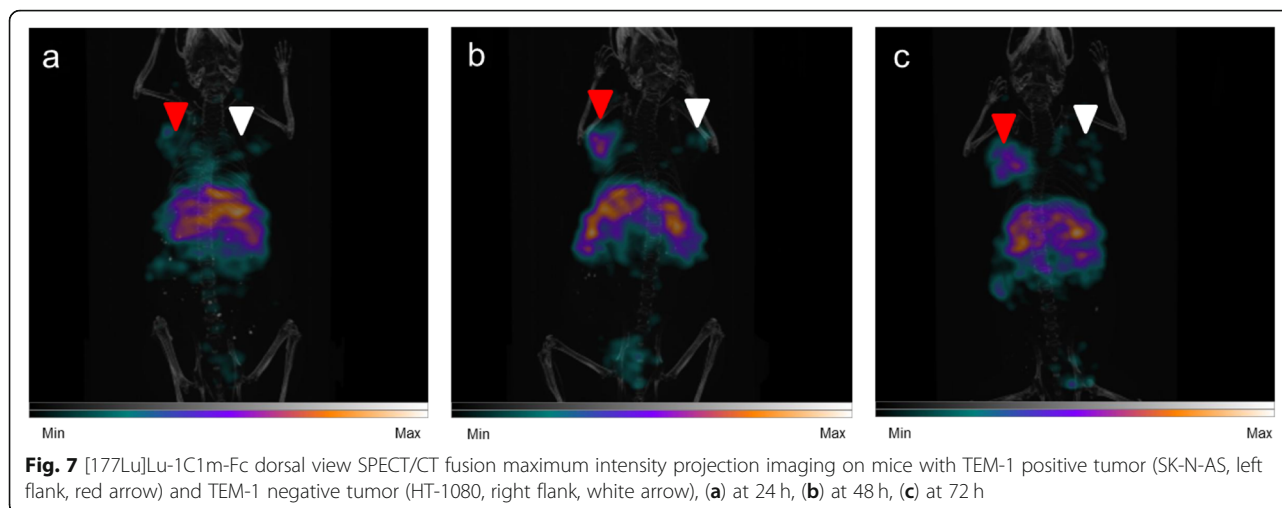 a
b
c
Min
Max
Min
Max
Min
Max
Fig. 7 [177Lu]Lu-1C1m-Fc dorsal view SPECT/CT fusion maximum intensity projection imaging on mice with TEM-1 positive tumor (SK-N-AS, left
flank, red arrow) and TEM-1 negative tumor (HT-1080, right flank, white arrow), (a) at 24 h, (b) at 48 h, (c) at 72 h